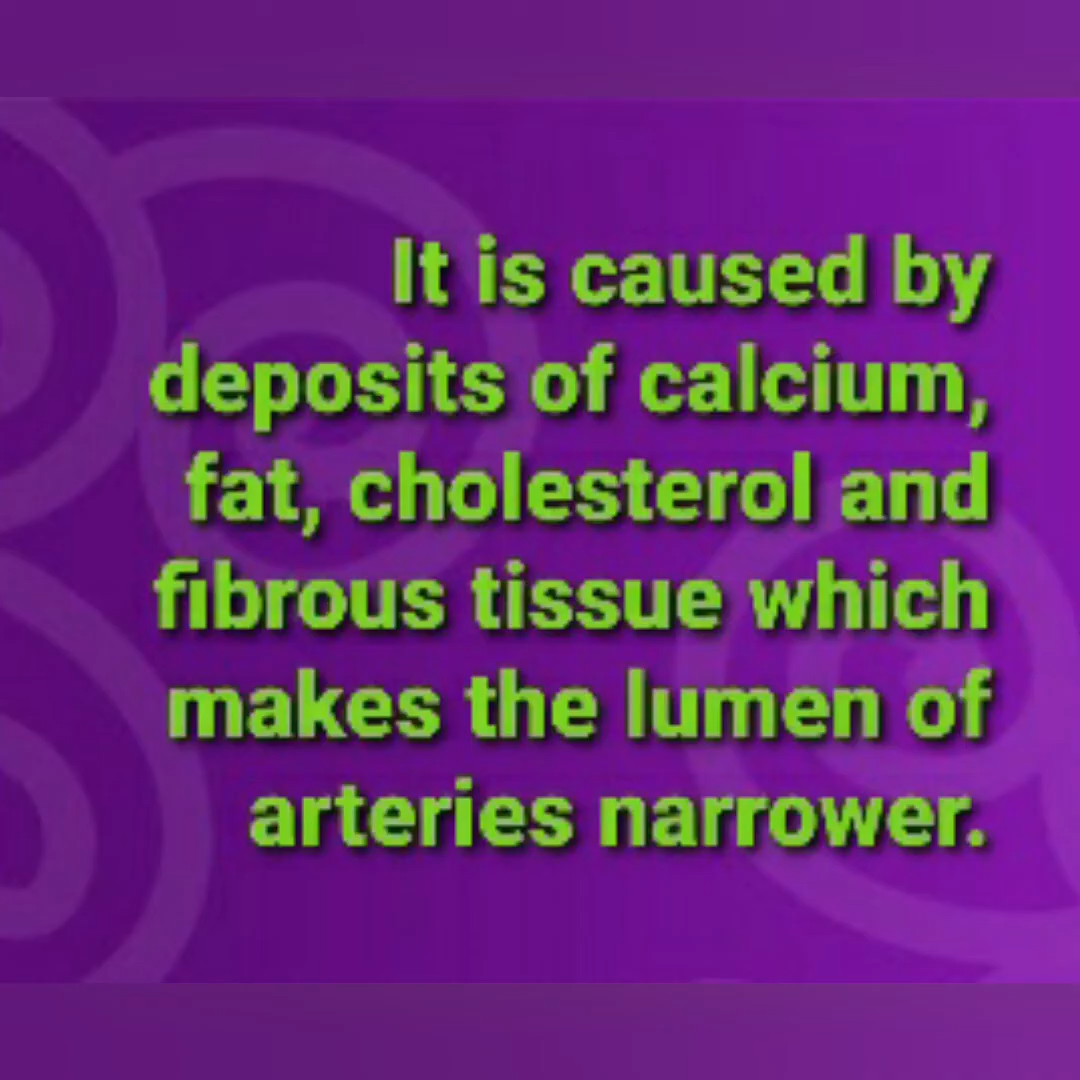 It is caused by
deposits of calcium,
fat, cholesterol and
fibrous tissue which
makes the lumen of
arteries narrower.